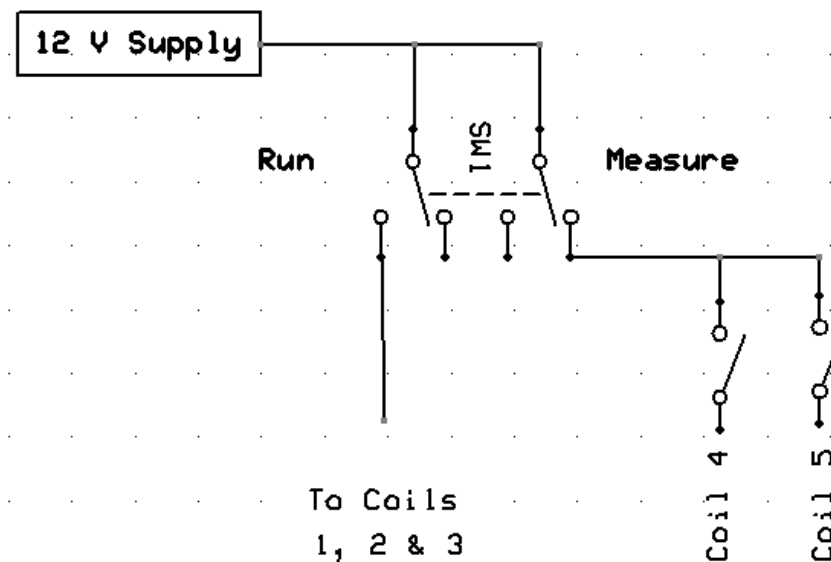 12 V Supply
SW1
Run
Measure
To Coils
1, 2 & 3
Coil 4
Coil 5